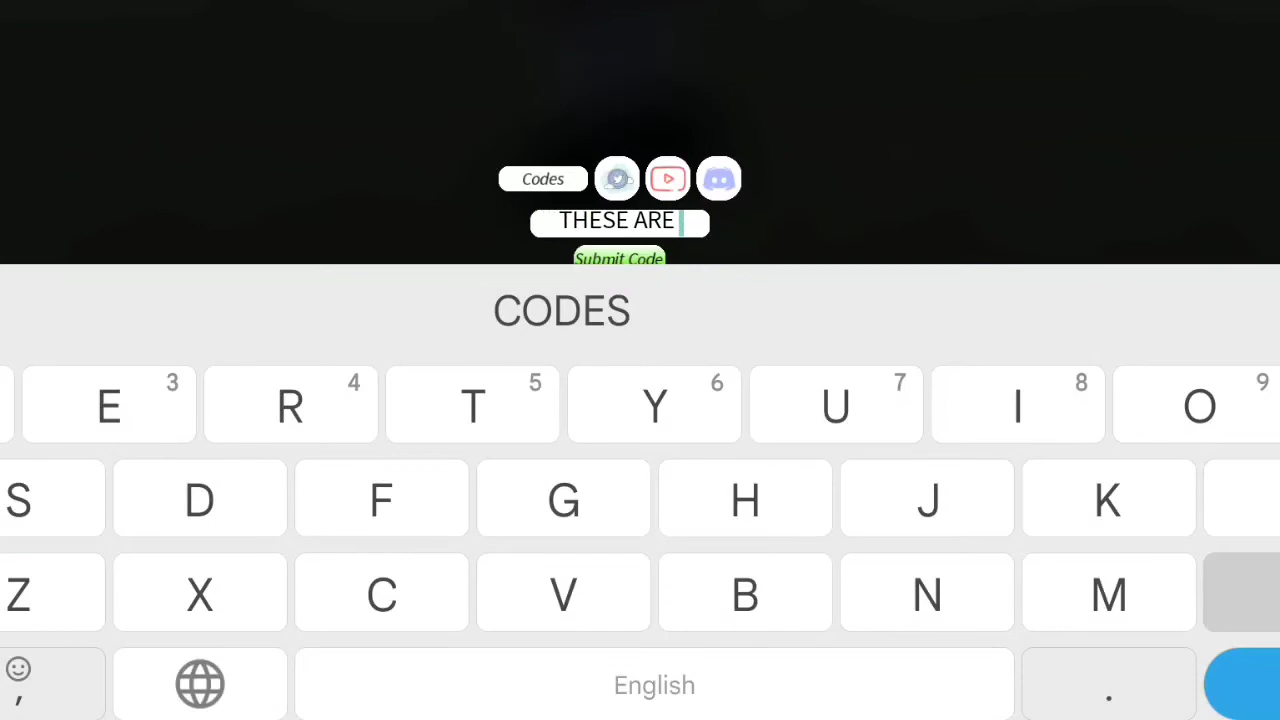 Codes
THESE ARE
Submit Code
CODES
E 3 R 4 T 5 Y 6 U 7 I 8 O 9
S D F G H J K
Z X C V B N M
, English .